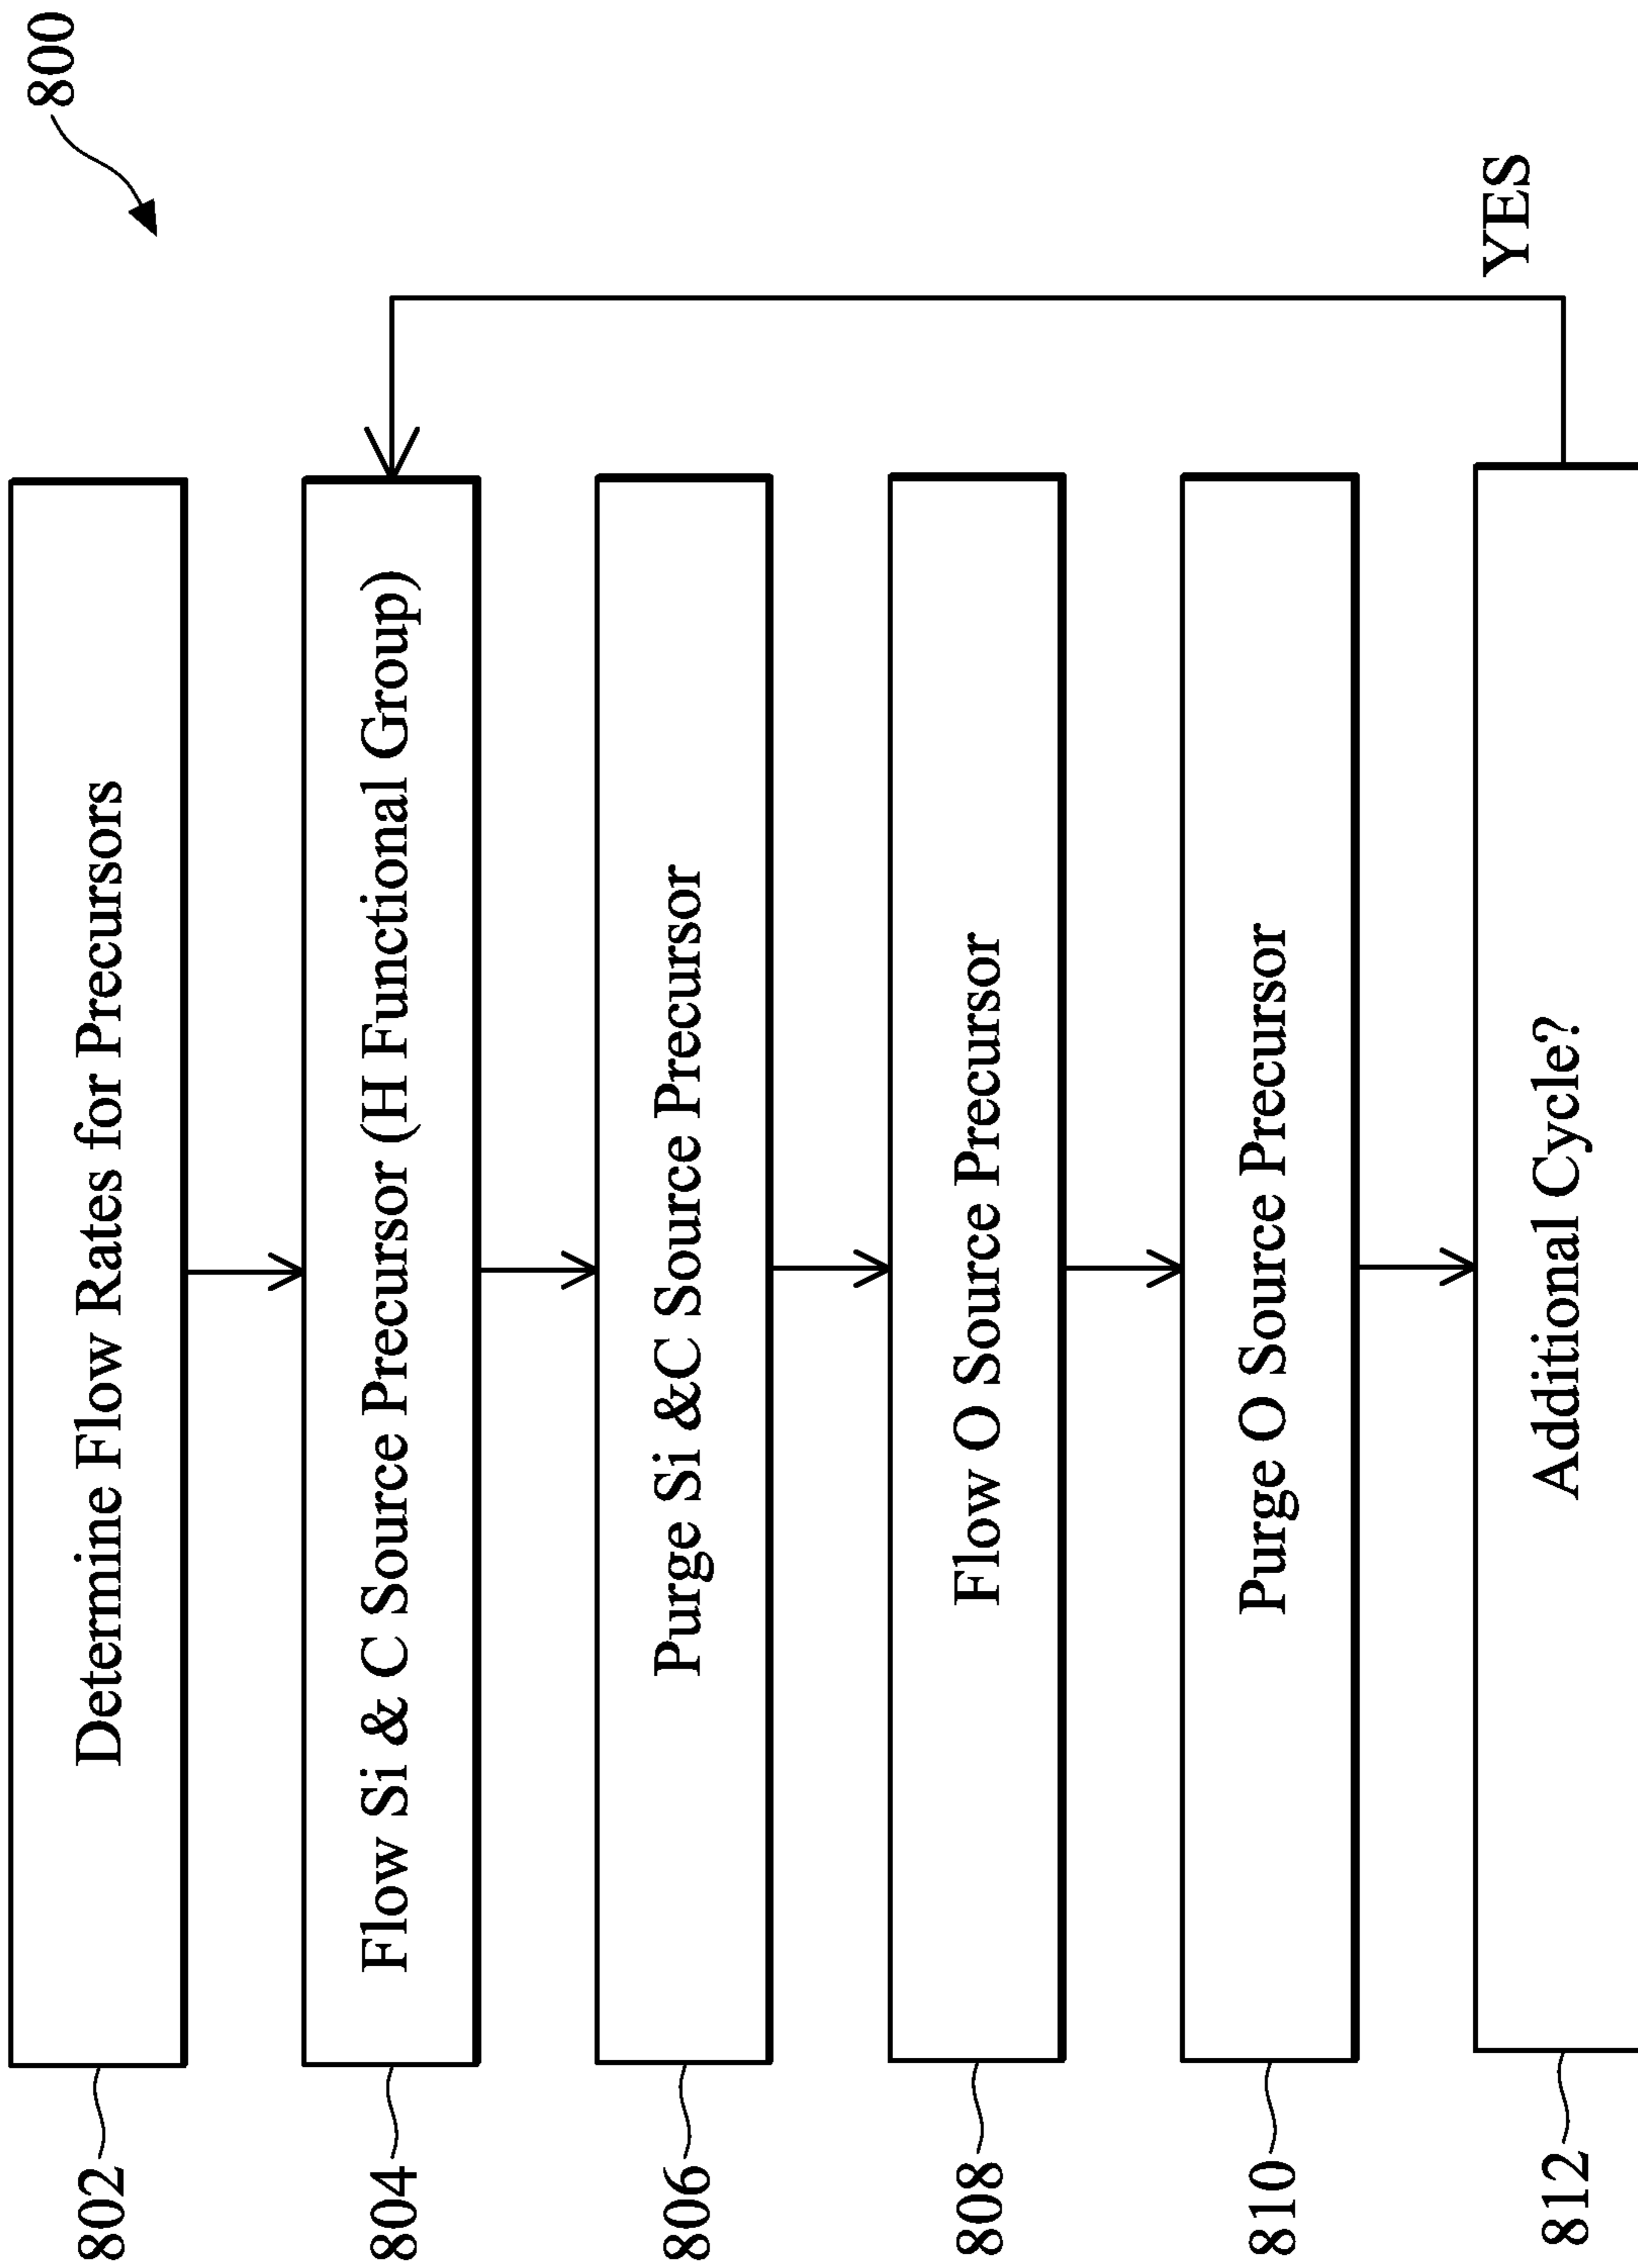 800
802
Determine Flow Rates for Precursors
804
Flow Si & C Source Precursor (H Functional Group)
806
Purge Si &C Source Precursor
808
Flow O Source Precursor
810
Purge O Source Precursor
812
Additional Cycle?
YES